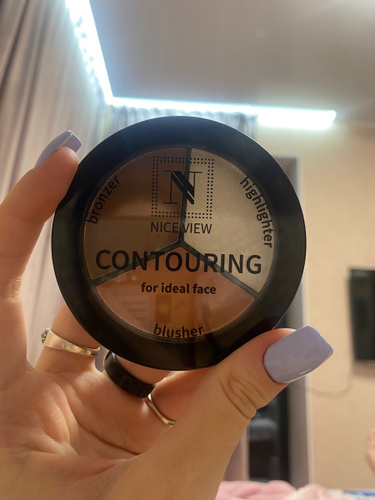 bronzer
highlighter
N
NICE VIEW
CONTOURING
for ideal face
blusher